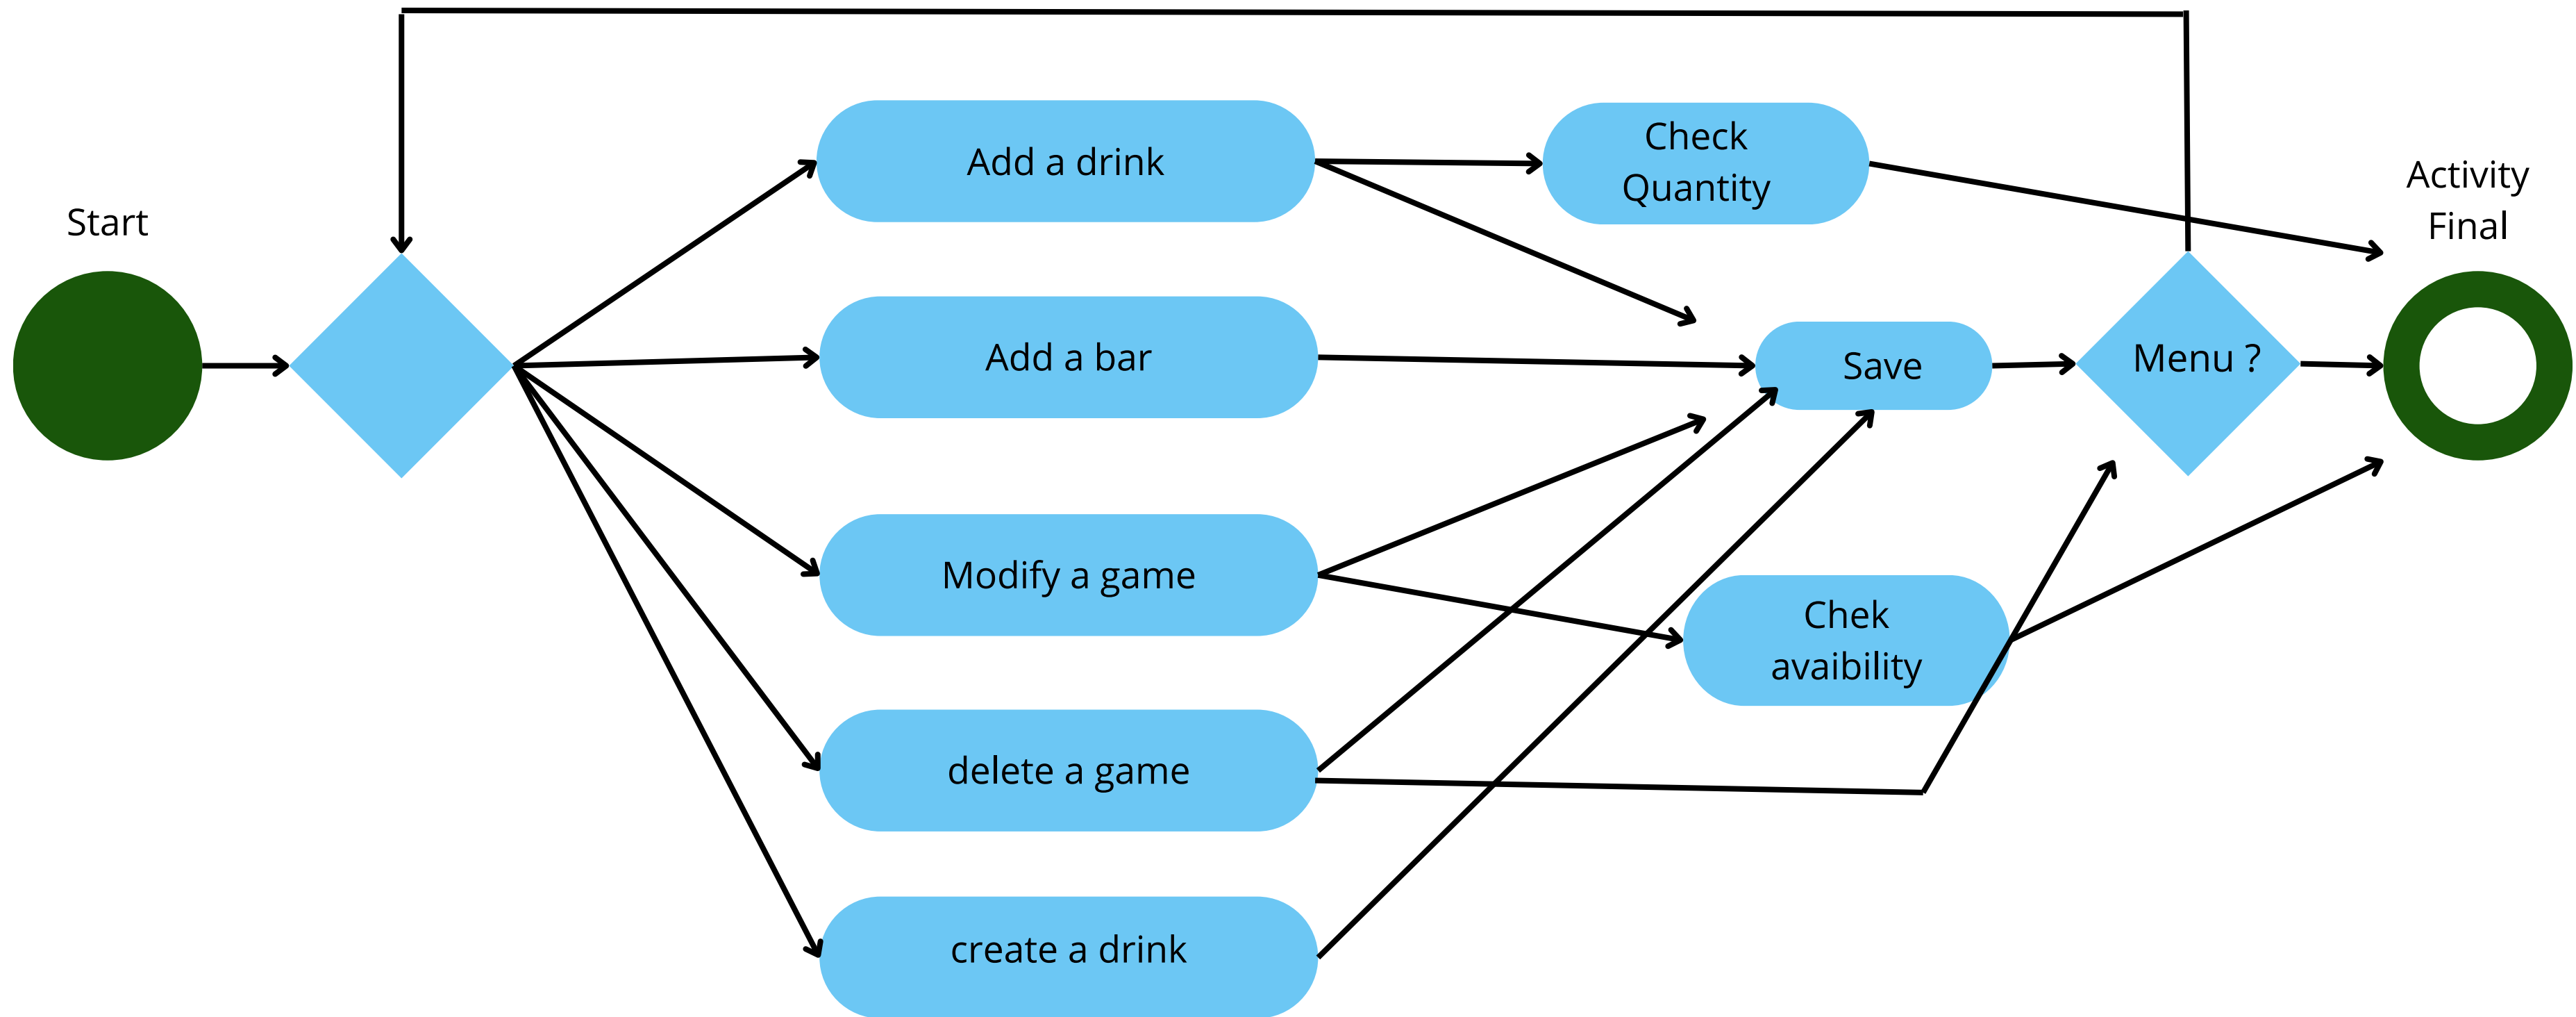 Start
Add a drink
Check
Quantity
Activity
Final
Add a bar
Save
Menu ?
Modify a game
Chek
avaibility
delete a game
create a drink